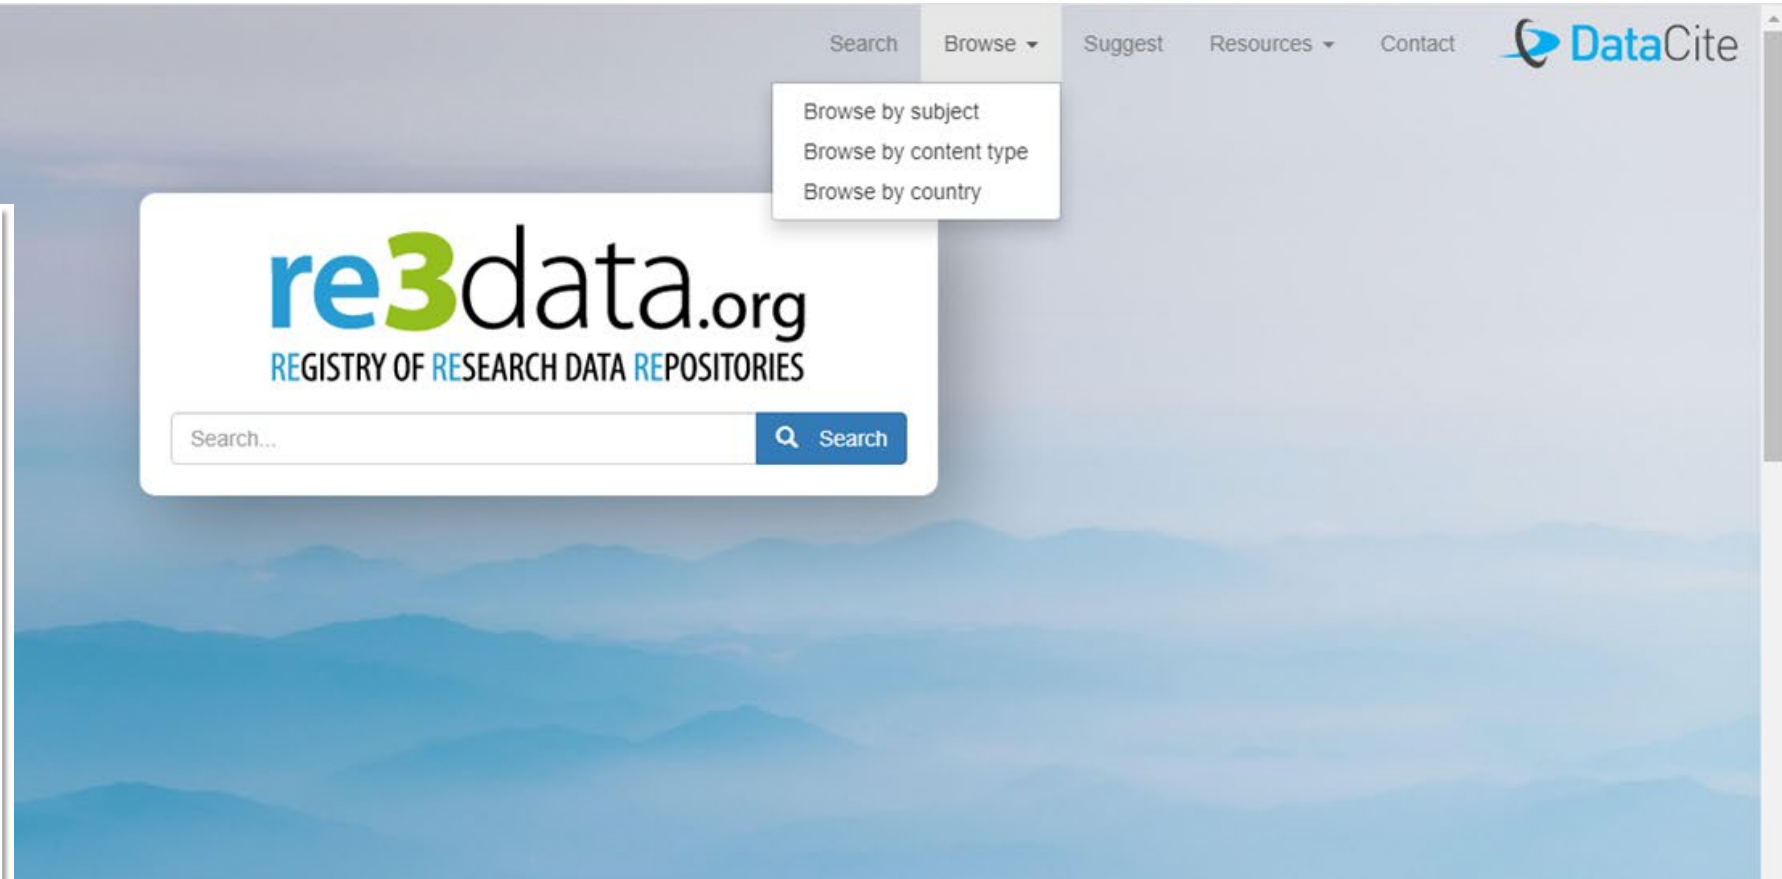 Search Browse Suggest Resources Contact DataCite
Browse by subject
Browse by content type
Browse by country
re3data.org
REGISTRY OF RESEARCH DATA REPOSITORIES
Search... Search